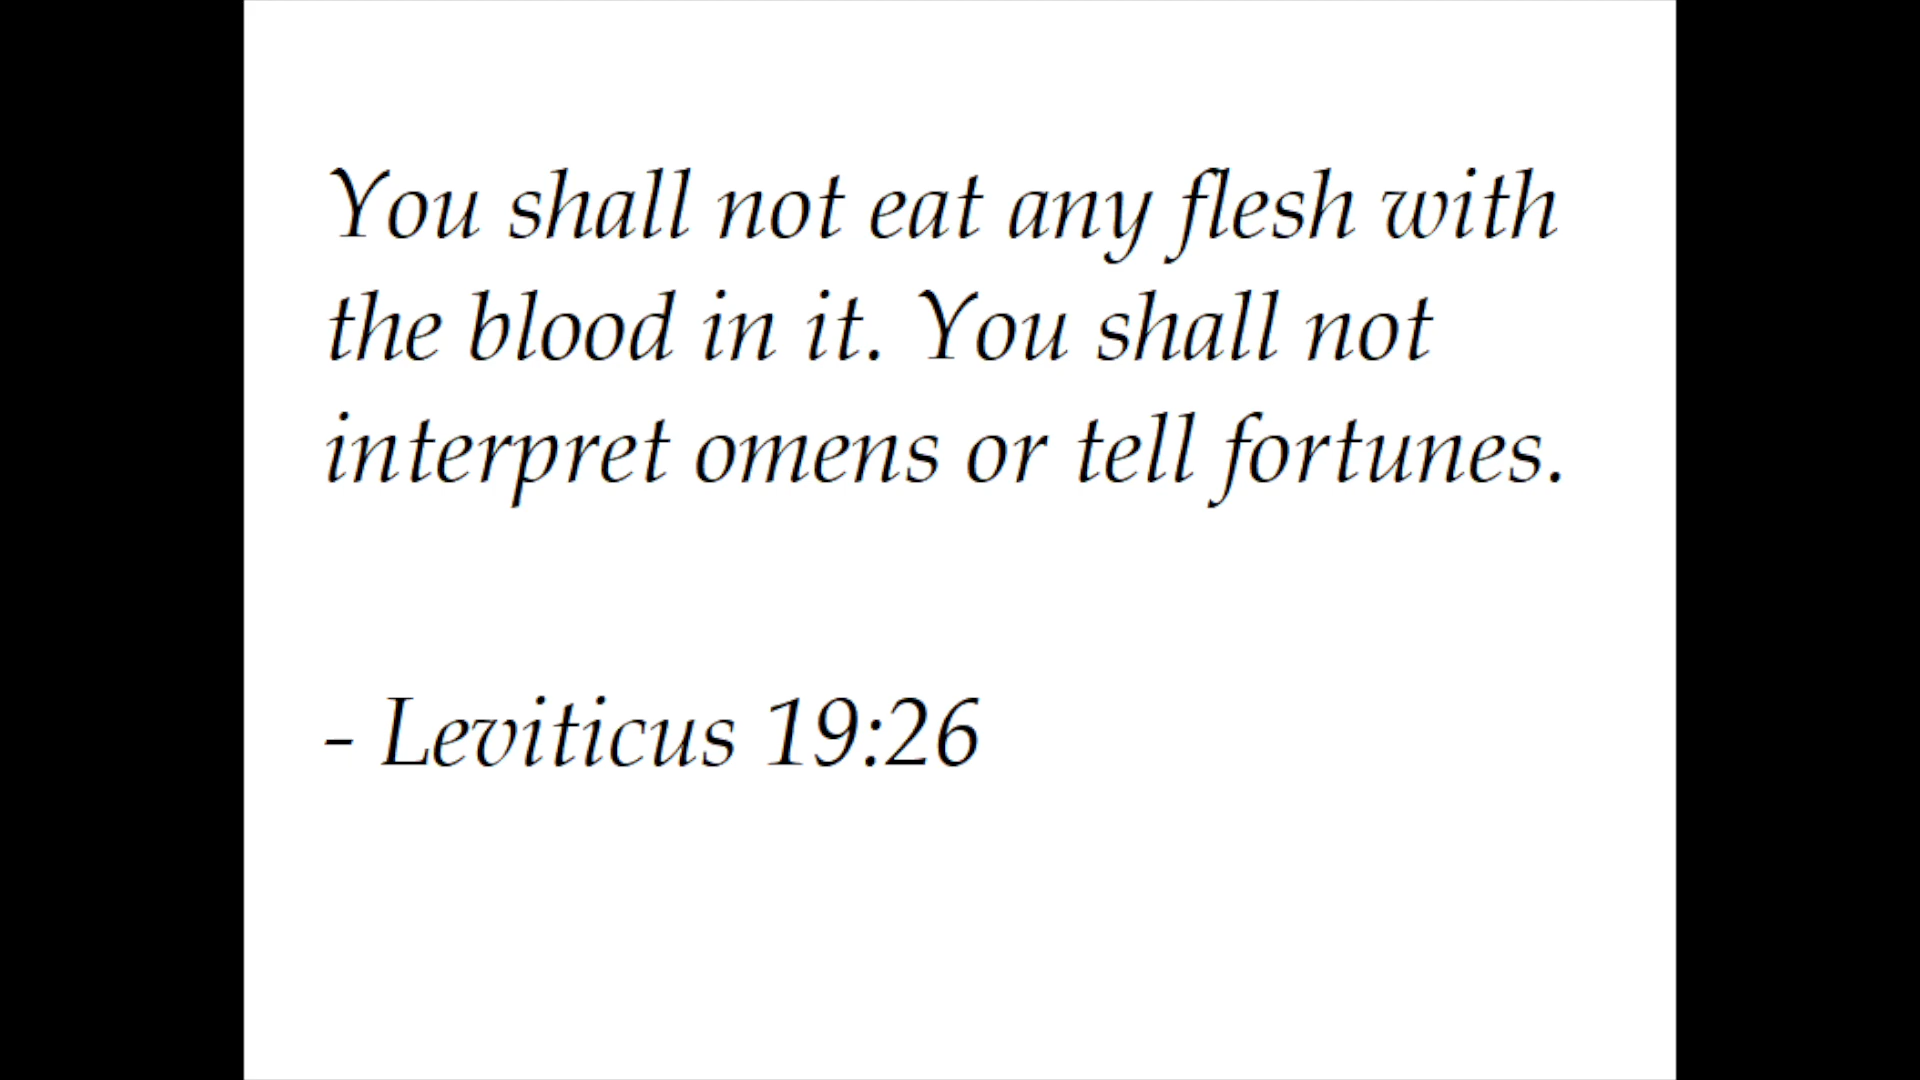 You shall not eat any flesh with
the blood in it. You shall not
interpret omens or tell fortunes.
- Leviticus 19:26